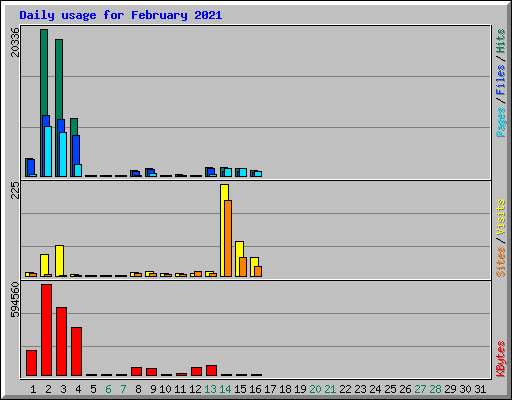 Daily usage for February 2021
20336
Pages / Files / Hits
225
Sites / Visits
594560
KBytes
1 2 3 4 5 6 7 8 9 10 11 12 13 14 15 16 17 18 19 20 21 22 23 24 25 26 27 28 29 30 31